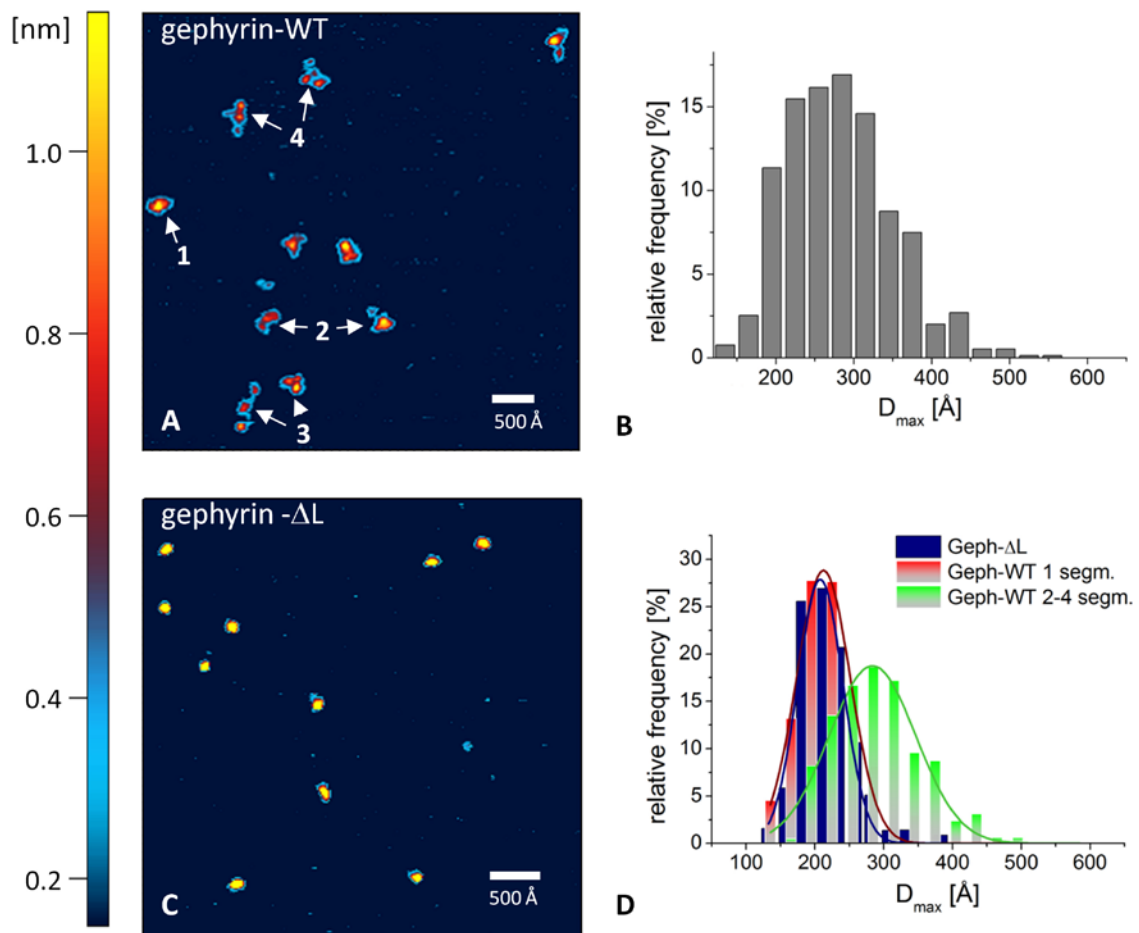 [nm]
1.0
0.8
0.6
0.4
0.2
gephyrin-WT
4
1
2
3
A
500 Å
relative frequency [%]
15
10
5
0
200 300 400 500 600
D_max [Å]
B
gephyrin -ΔL
C
500 Å
relative frequency [%]
30
25
20
15
10
5
0
Geph-ΔL
Geph-WT 1 segm.
Geph-WT 2-4 segm.
100 200 300 400 500 600
D_max [Å]
D